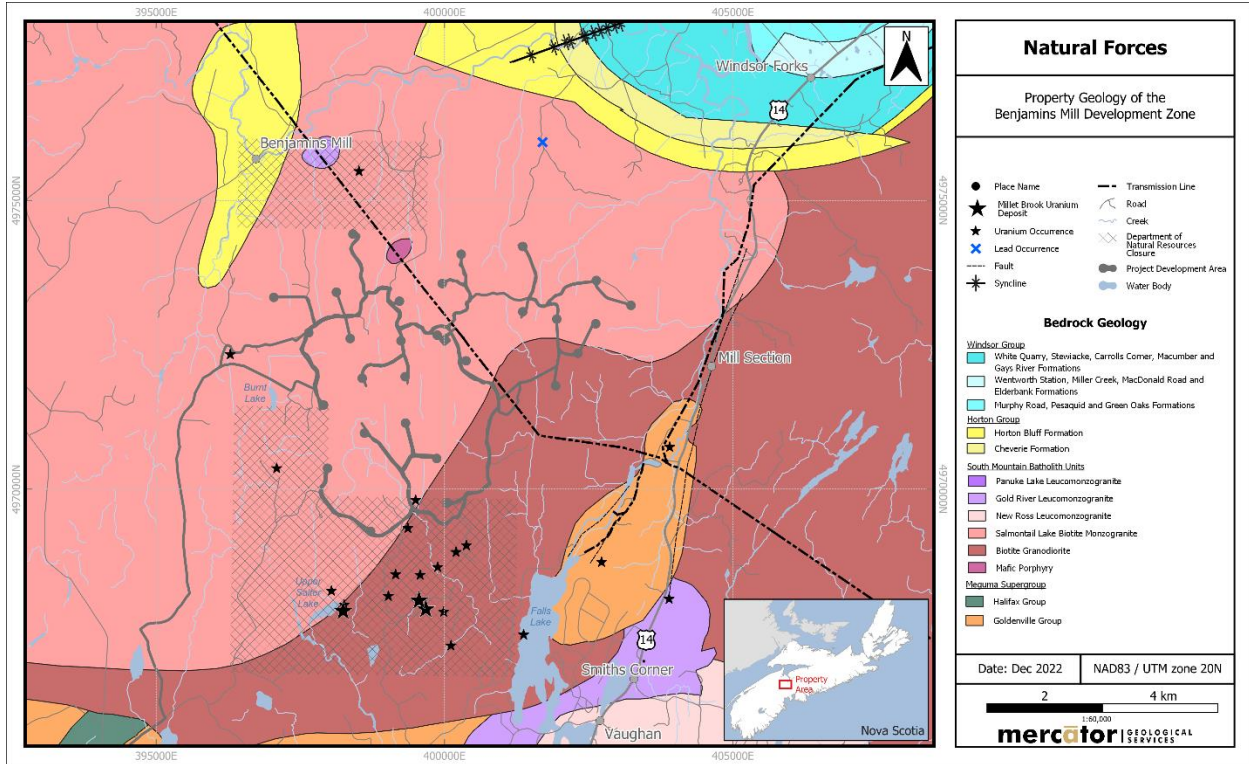 395000E
400000E
405000E
N
Windsor Forks
14
Benjamins Mill
4975000N
4975000N
Mill Section
Burnt
Lake
4970000N
4970000N
Upper
Salter
Lake
Falls
Lake
14
Smiths Corner
Vaughan
Property
Area
Nova Scotia
395000E
400000E
405000E
Natural Forces
Property Geology of the
Benjamins Mill Development Zone
Place Name
Millet Brook Uranium
Deposit
Uranium Occurrence
Lead Occurrence
Fault
Syncline
Transmission Line
Road
Creek
Department of
Natural Resources
Closure
Project Development Area
Water Body
Bedrock Geology
Windsor Group
White Quarry, Stewiacke, Carrolls Corner, Macumber and
Gays River Formations
Wentworth Station, Miller Creek, MacDonald Road and
Elderbank Formations
Murphy Road, Pesaquid and Green Oaks Formations
Horton Group
Horton Bluff Formation
Cheverie Formation
South Mountain Batholith Units
Panuke Lake Leucomonzogranite
Gold River Leucomonzogranite
New Ross Leucomonzogranite
Salmontail Lake Biotite Monzogranite
Biotite Granodiorite
Mafic Porphyry
Meguma Supergroup
Halifax Group
Goldenville Group
Date: Dec 2022
NAD83 / UTM zone 20N
2
4 km
1:60,000
mercator GEOLOGICAL
SERVICES